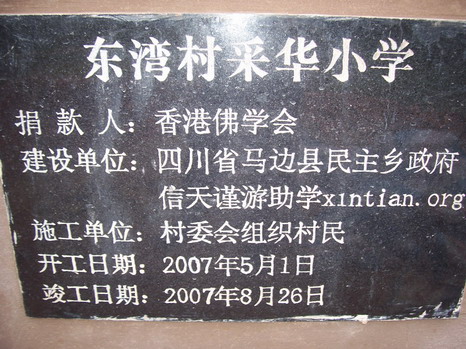 东湾村采华小学
捐款人：香港佛学会
建设单位：四川省马边县民主乡政府
信天谨游助学xintian.org
施工单位：村委会组织村民
开工日期：2007年5月1日
竣工日期：2007年8月26日